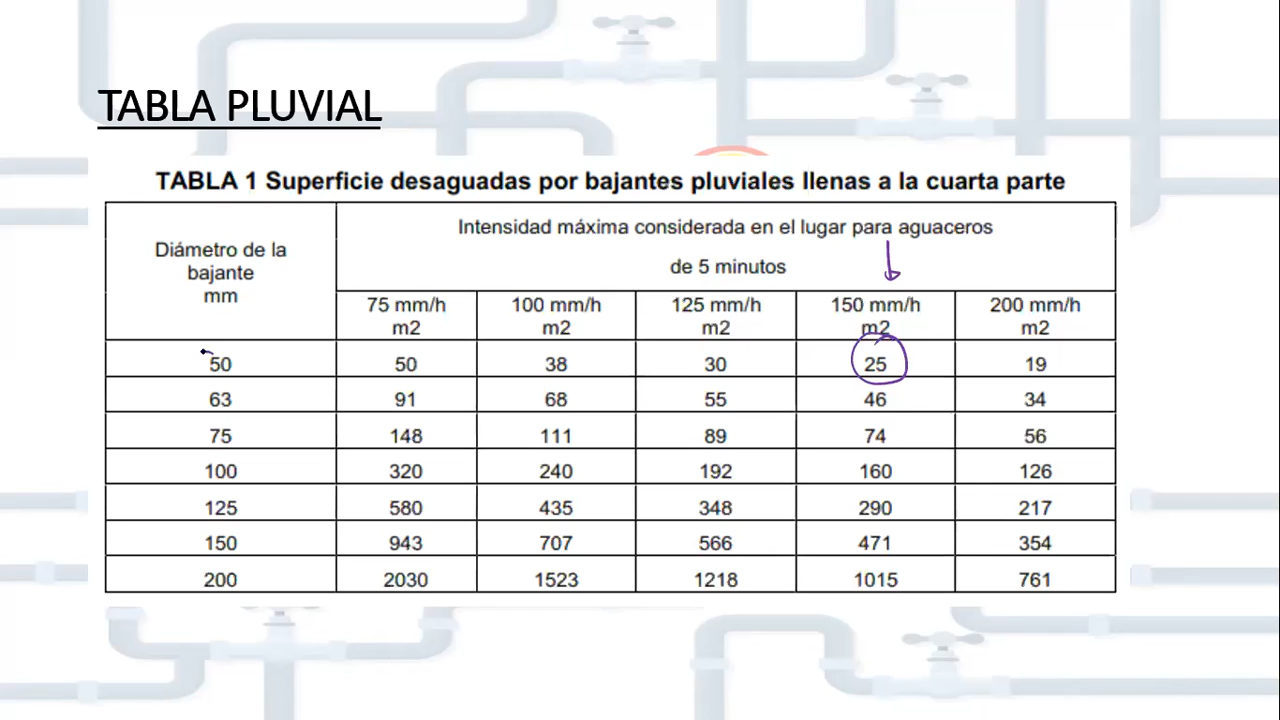 TABLA PLUVIAL
TABLA 1 Superficie desaguadas por bajantes pluviales llenas a la cuarta parte
Diámetro de la
bajante
mm
Intensidad máxima considerada en el lugar para aguaceros
de 5 minutos
75 mm/h 100 mm/h 125 mm/h 150 mm/h 200 mm/h
m2 m2 m2 m2 m2
50 50 38 30 25 19
63 91 68 55 46 34
75 148 111 89 74 56
100 320 240 192 160 126
125 580 435 348 290 217
150 943 707 566 471 354
200 2030 1523 1218 1015 761